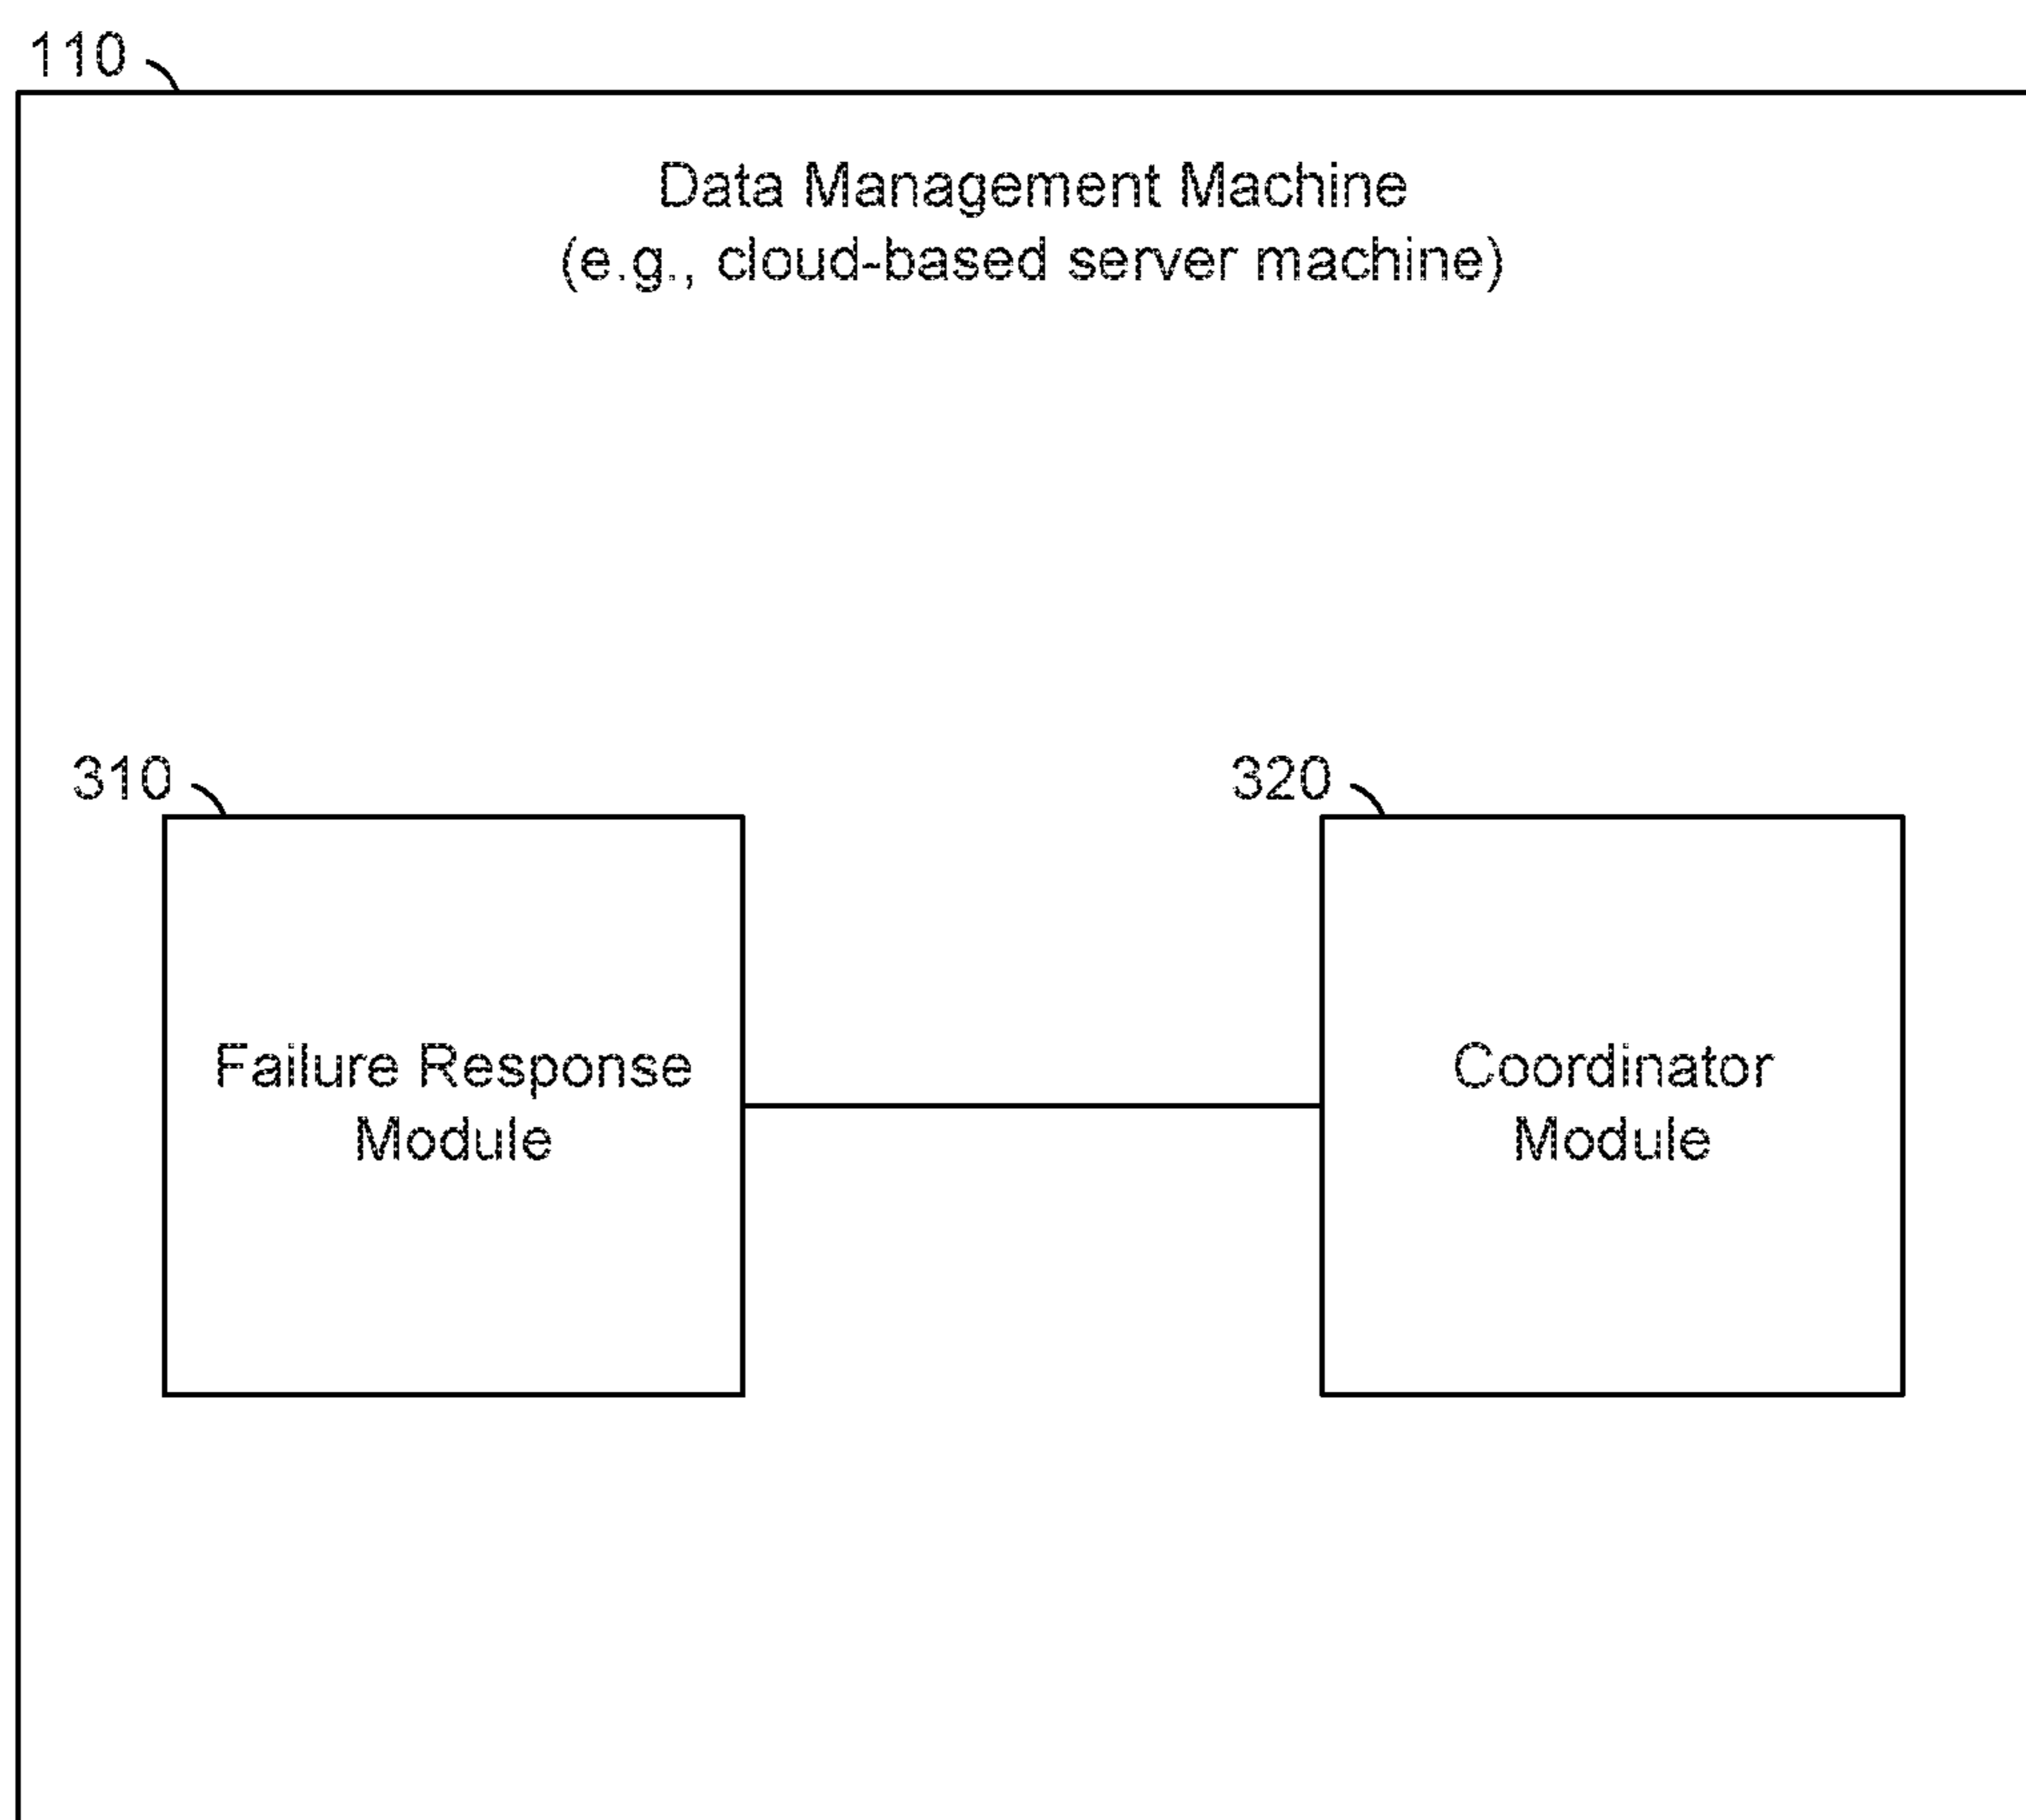 110
Data Management Machine
(e.g., cloud-based server machine)
310
320
Failure Response
Module
Coordinator
Module